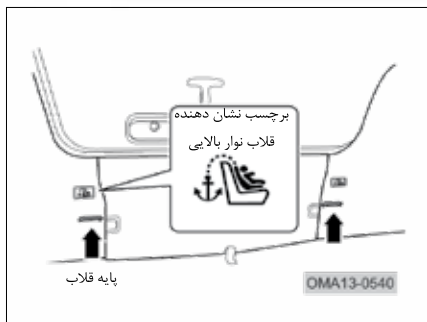 برچسب نشان دهنده
قلاب نوار بالایی
پایه قلاب
OMA13-0540